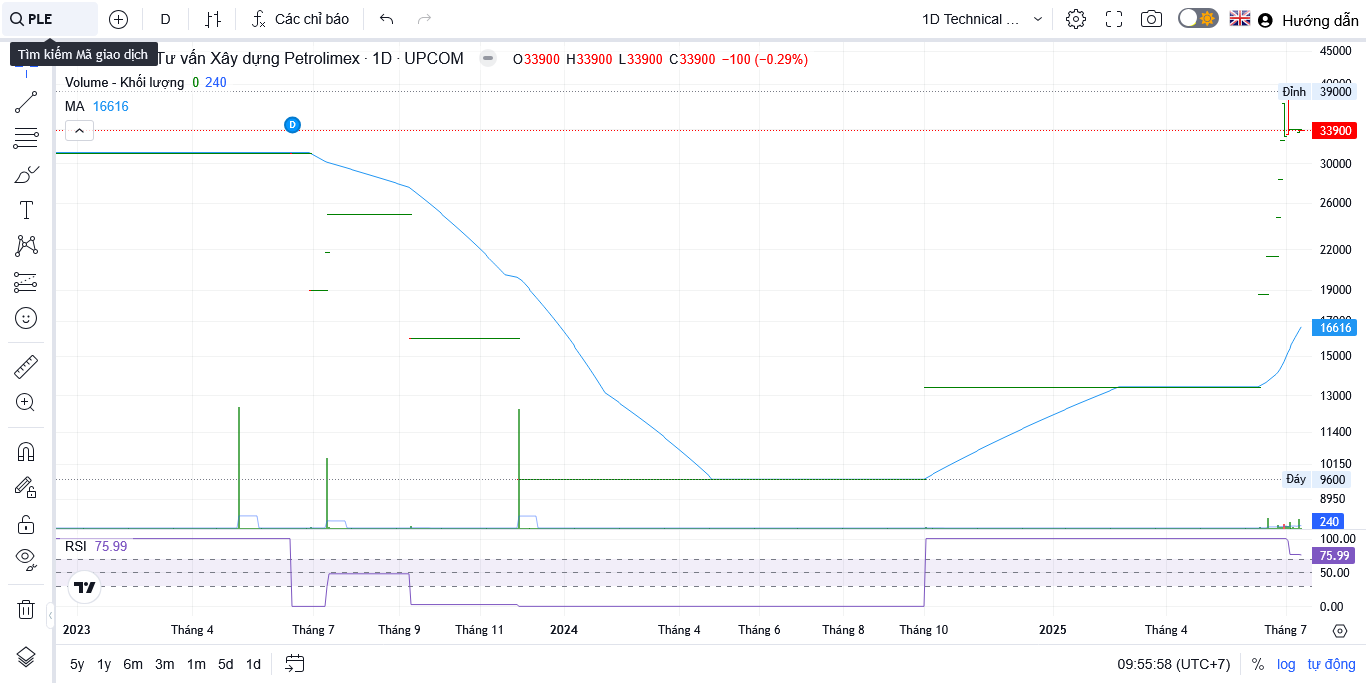 PLE D Các chỉ báo 1D Technical ... Hướng dẫn
Tìm kiếm Mã giao dịch
Tư vấn Xây dựng Petrolimex · 1D · UPCOM O33900 H33900 L33900 C33900 −100 (−0.29%)
Volume - Khối lượng 0 240
MA 16616
D
45000
40000
Đỉnh 39000
33900
30000
26000
22000
19000
17000
16616
15000
13000
11400
10150
Đáy 9600
8950
240
RSI 75.99
100.00
75.99
50.00
0.00
2023 Tháng 4 Tháng 7 Tháng 9 Tháng 11 2024 Tháng 4 Tháng 6 Tháng 8 Tháng 10 2025 Tháng 4 Tháng 7
5y 1y 6m 3m 1m 5d 1d 09:55:58 (UTC+7) % log tự động